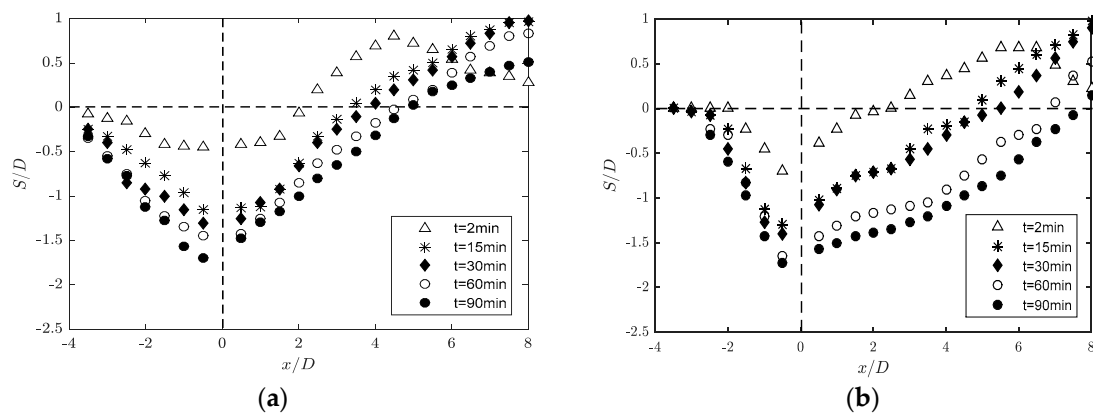 1
0.5
0
-0.5
-1
-1.5
-2
-2.5
S/D
-4 -2 0 2 4 6 8
x/D
t=2min
t=15min
t=30min
t=60min
t=90min
(a)
1
0.5
0
-0.5
-1
-1.5
-2
-2.5
S/D
-4 -2 0 2 4 6 8
x/D
t=2min
t=15min
t=30min
t=60min
t=90min
(b)